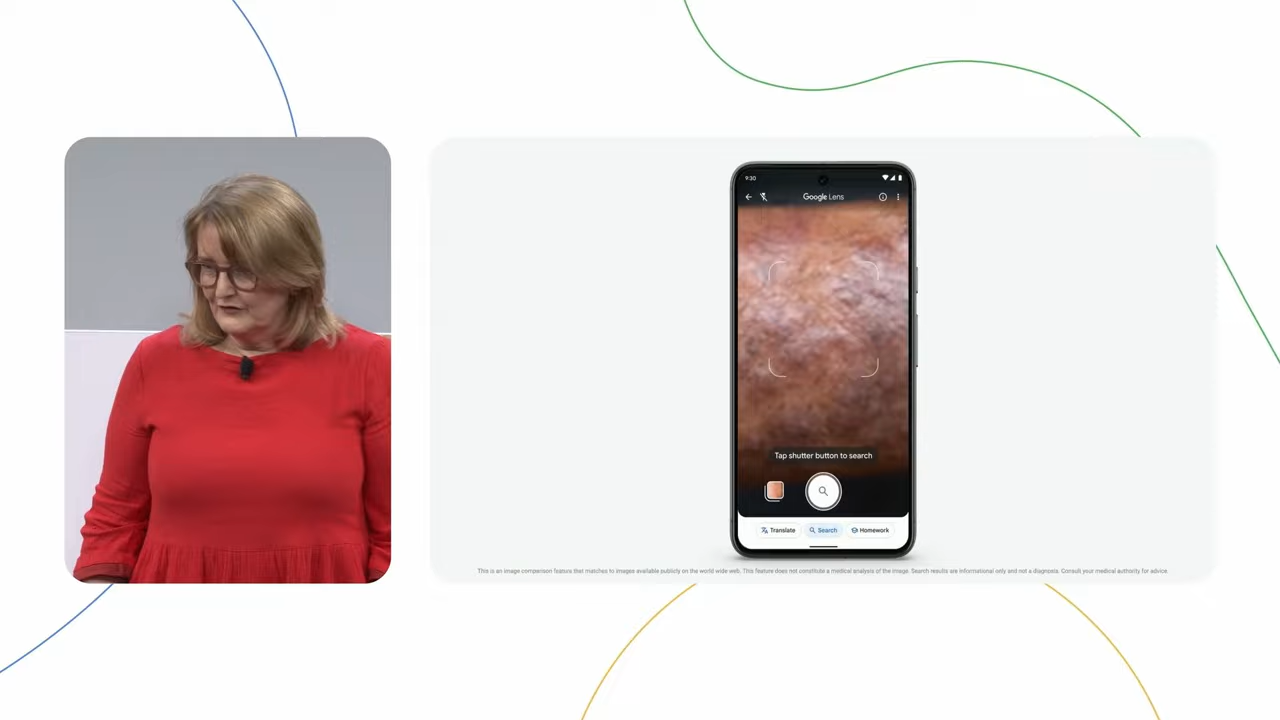 9:30
Google Lens
Tap shutter button to search
Translate
Search
Homework
This is an image comparison feature that matches to images available publicly on the world wide web. This feature does not constitute a medical analysis of the image. Search results are informational only and not a diagnosis. Consult your medical authority for advice.